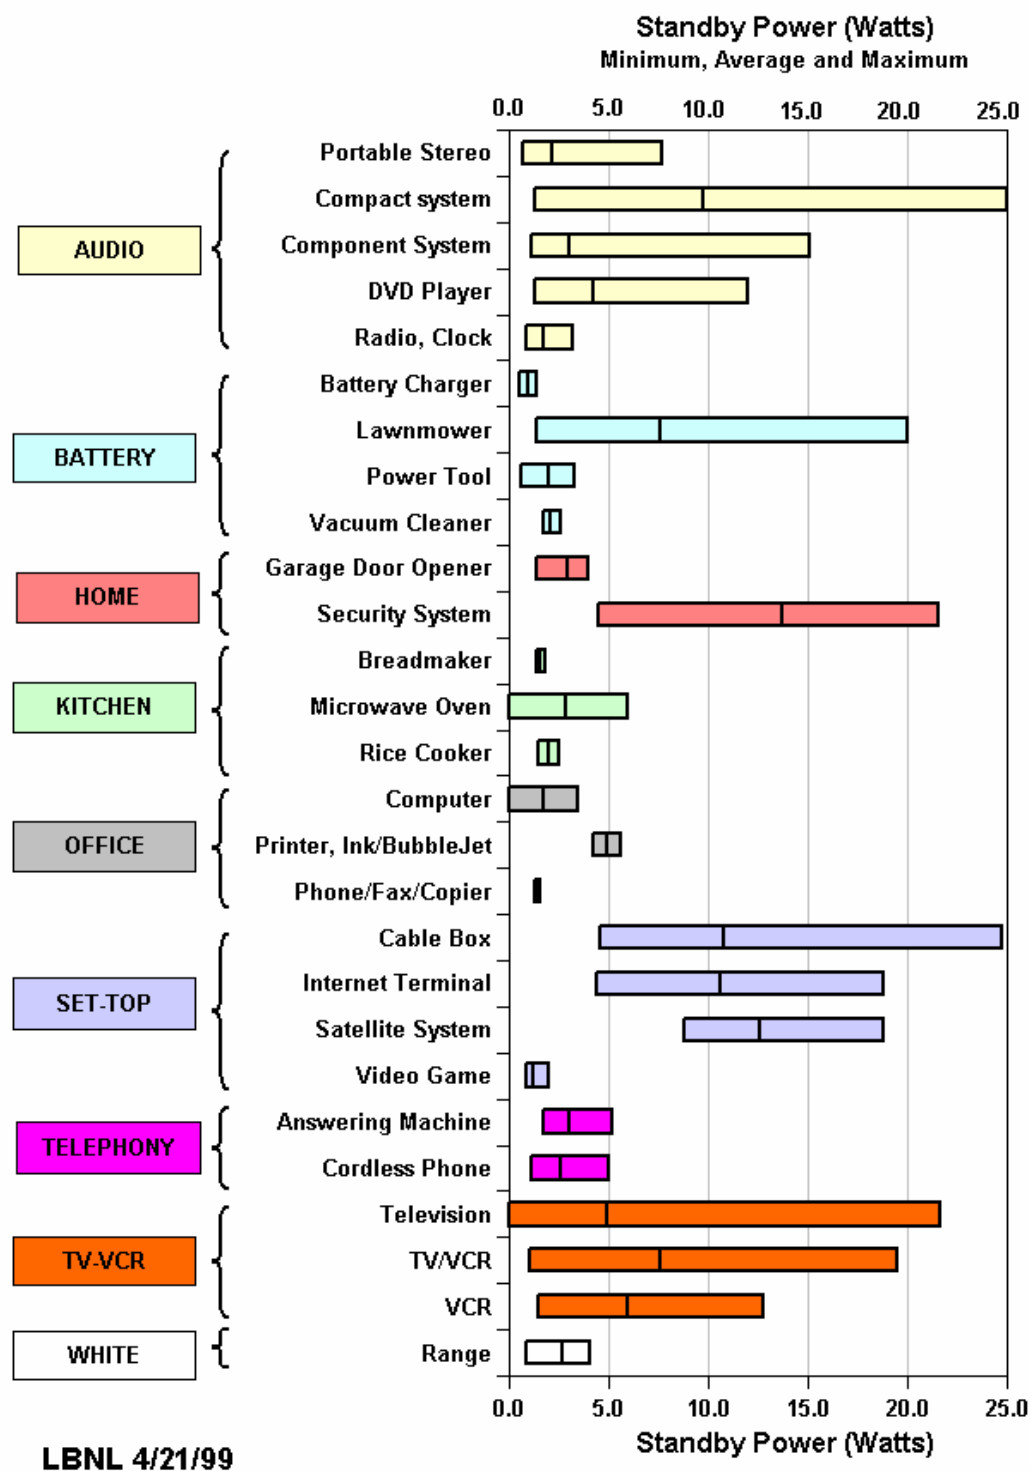 Standby Power (Watts)
Minimum, Average and Maximum
0.0 5.0 10.0 15.0 20.0 25.0
AUDIO
Portable Stereo
Compact system
Component System
DVD Player
Radio, Clock
BATTERY
Battery Charger
Lawnmower
Power Tool
Vacuum Cleaner
HOME
Garage Door Opener
Security System
KITCHEN
Breadmaker
Microwave Oven
Rice Cooker
OFFICE
Computer
Printer, Ink/BubbleJet
Phone/Fax/Copier
SET-TOP
Cable Box
Internet Terminal
Satellite System
Video Game
TELEPHONY
Answering Machine
Cordless Phone
TV-VCR
Television
TV/VCR
VCR
WHITE
Range
0.0 5.0 10.0 15.0 20.0 25.0
Standby Power (Watts)
LBNL 4/21/99